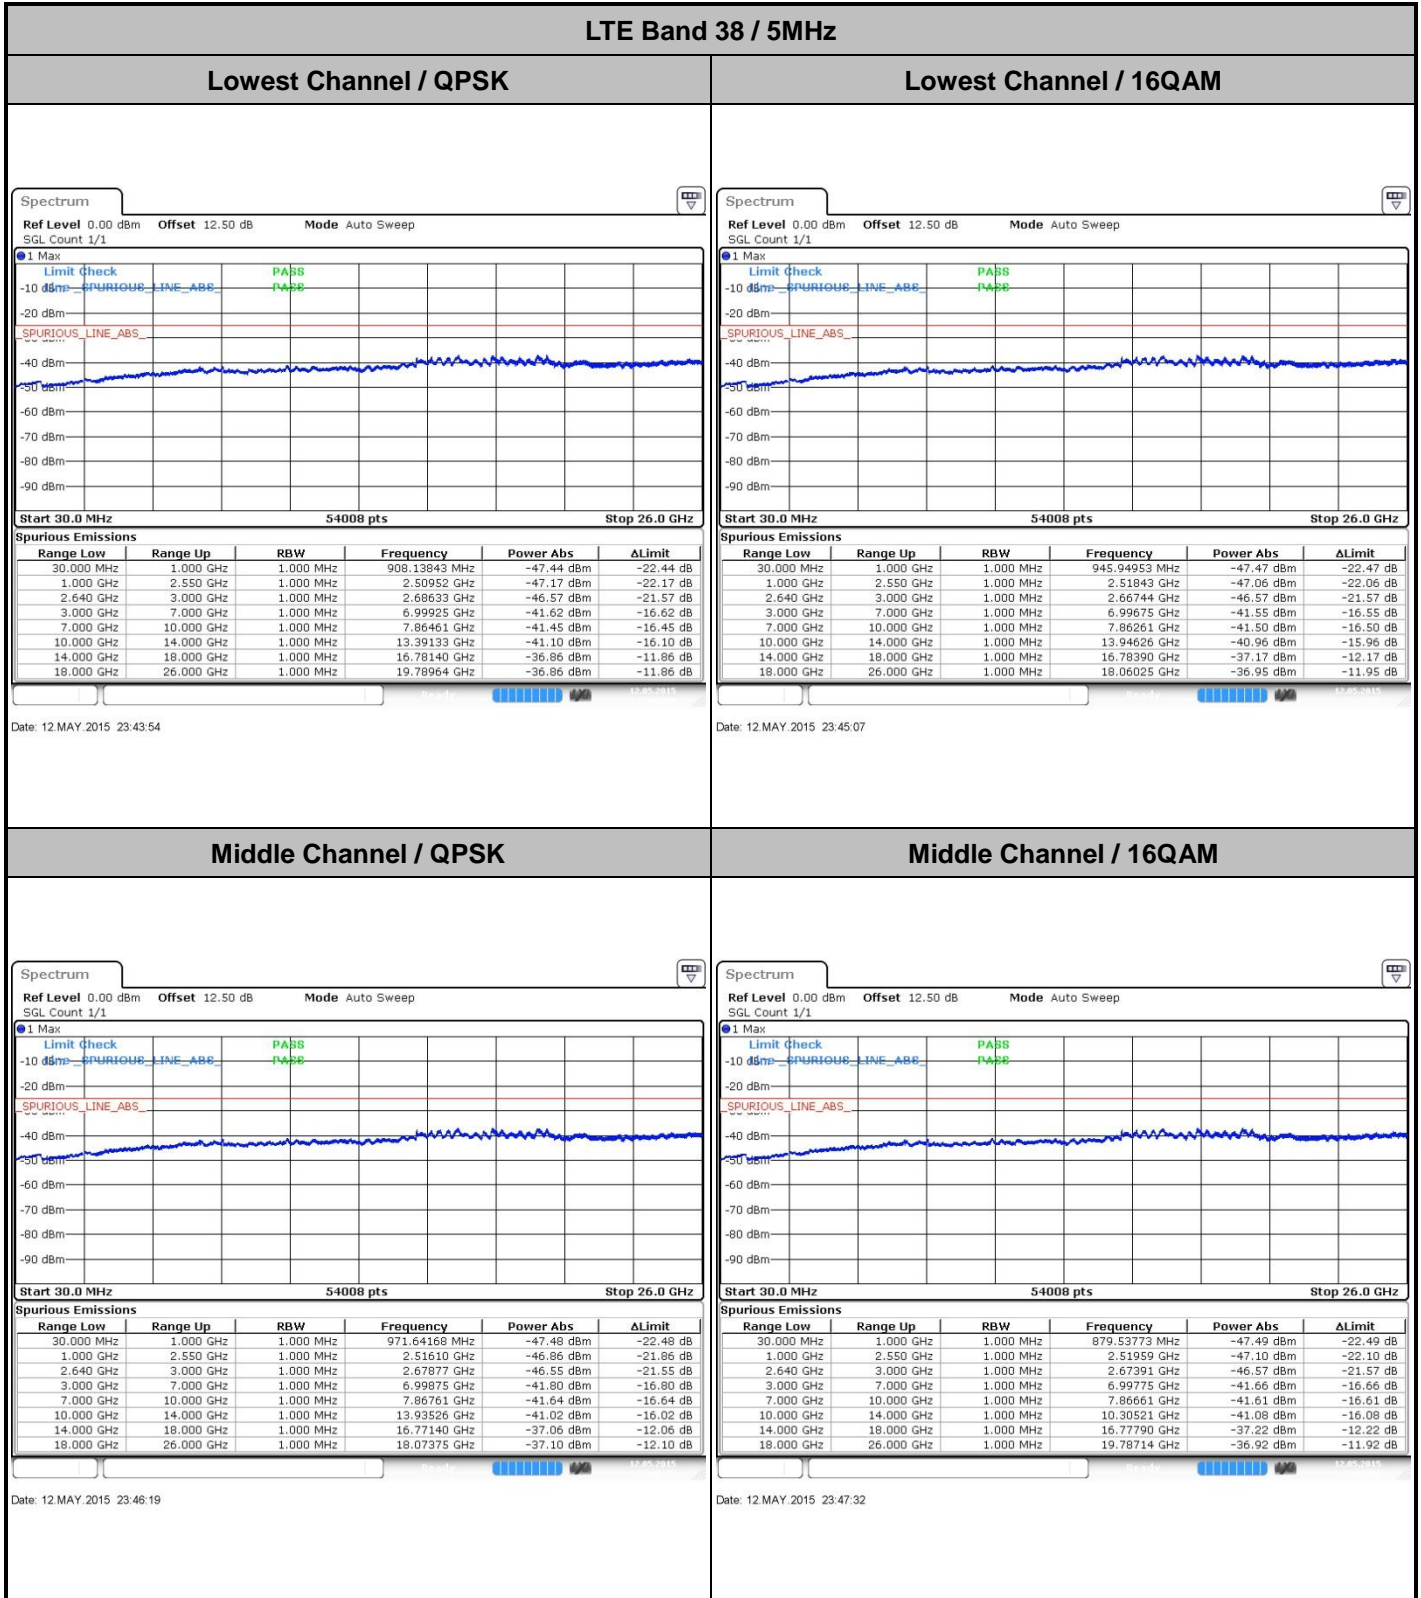 LTE Band 38 / 5MHz
Lowest Channel / QPSK
Lowest Channel / 16QAM
Spectrum
Ref Level 0.00 dBm Offset 12.50 dB Mode Auto Sweep
SGL Count 1/1
1 Max
Limit Check PASS
-10 dBm Line _SPURIOUS_LINE_ABS_ PASS
-20 dBm
_SPURIOUS_LINE_ABS_
-40 dBm
-50 dBm
-60 dBm
-70 dBm
-80 dBm
-90 dBm
Start 30.0 MHz 54008 pts Stop 26.0 GHz
Spurious Emissions
Range Low Range Up RBW Frequency Power Abs ΔLimit
30.000 MHz 1.000 GHz 1.000 MHz 908.13843 MHz -47.44 dBm -22.44 dB
1.000 GHz 2.550 GHz 1.000 MHz 2.50952 GHz -47.17 dBm -22.17 dB
2.640 GHz 3.000 GHz 1.000 MHz 2.68633 GHz -46.57 dBm -21.57 dB
3.000 GHz 7.000 GHz 1.000 MHz 6.99925 GHz -41.62 dBm -16.62 dB
7.000 GHz 10.000 GHz 1.000 MHz 7.86461 GHz -41.45 dBm -16.45 dB
10.000 GHz 14.000 GHz 1.000 MHz 13.39133 GHz -41.10 dBm -16.10 dB
14.000 GHz 18.000 GHz 1.000 MHz 16.78140 GHz -36.86 dBm -11.86 dB
18.000 GHz 26.000 GHz 1.000 MHz 19.78964 GHz -36.86 dBm -11.86 dB
12.05.2015
Date: 12.MAY.2015 23:43:54
Spectrum
Ref Level 0.00 dBm Offset 12.50 dB Mode Auto Sweep
SGL Count 1/1
1 Max
Limit Check PASS
-10 dBm Line _SPURIOUS_LINE_ABS_ PASS
-20 dBm
_SPURIOUS_LINE_ABS_
-40 dBm
-50 dBm
-60 dBm
-70 dBm
-80 dBm
-90 dBm
Start 30.0 MHz 54008 pts Stop 26.0 GHz
Spurious Emissions
Range Low Range Up RBW Frequency Power Abs ΔLimit
30.000 MHz 1.000 GHz 1.000 MHz 945.94953 MHz -47.47 dBm -22.47 dB
1.000 GHz 2.550 GHz 1.000 MHz 2.51843 GHz -47.06 dBm -22.06 dB
2.640 GHz 3.000 GHz 1.000 MHz 2.66744 GHz -46.57 dBm -21.57 dB
3.000 GHz 7.000 GHz 1.000 MHz 6.99675 GHz -41.55 dBm -16.55 dB
7.000 GHz 10.000 GHz 1.000 MHz 7.86261 GHz -41.50 dBm -16.50 dB
10.000 GHz 14.000 GHz 1.000 MHz 13.94626 GHz -40.96 dBm -15.96 dB
14.000 GHz 18.000 GHz 1.000 MHz 16.78390 GHz -37.17 dBm -12.17 dB
18.000 GHz 26.000 GHz 1.000 MHz 18.06025 GHz -36.95 dBm -11.95 dB
12.05.2015
Date: 12.MAY.2015 23:45:07
Middle Channel / QPSK
Middle Channel / 16QAM
Spectrum
Ref Level 0.00 dBm Offset 12.50 dB Mode Auto Sweep
SGL Count 1/1
1 Max
Limit Check PASS
-10 dBm Line _SPURIOUS_LINE_ABS_ PASS
-20 dBm
_SPURIOUS_LINE_ABS_
-40 dBm
-50 dBm
-60 dBm
-70 dBm
-80 dBm
-90 dBm
Start 30.0 MHz 54008 pts Stop 26.0 GHz
Spurious Emissions
Range Low Range Up RBW Frequency Power Abs ΔLimit
30.000 MHz 1.000 GHz 1.000 MHz 971.64168 MHz -47.48 dBm -22.48 dB
1.000 GHz 2.550 GHz 1.000 MHz 2.51610 GHz -46.86 dBm -21.86 dB
2.640 GHz 3.000 GHz 1.000 MHz 2.67877 GHz -46.55 dBm -21.55 dB
3.000 GHz 7.000 GHz 1.000 MHz 6.99875 GHz -41.80 dBm -16.80 dB
7.000 GHz 10.000 GHz 1.000 MHz 7.86761 GHz -41.64 dBm -16.64 dB
10.000 GHz 14.000 GHz 1.000 MHz 13.93526 GHz -41.02 dBm -16.02 dB
14.000 GHz 18.000 GHz 1.000 MHz 16.77140 GHz -37.06 dBm -12.06 dB
18.000 GHz 26.000 GHz 1.000 MHz 18.07375 GHz -37.10 dBm -12.10 dB
12.05.2015
Date: 12.MAY.2015 23:46:19
Spectrum
Ref Level 0.00 dBm Offset 12.50 dB Mode Auto Sweep
SGL Count 1/1
1 Max
Limit Check PASS
-10 dBm Line _SPURIOUS_LINE_ABS_ PASS
-20 dBm
_SPURIOUS_LINE_ABS_
-40 dBm
-50 dBm
-60 dBm
-70 dBm
-80 dBm
-90 dBm
Start 30.0 MHz 54008 pts Stop 26.0 GHz
Spurious Emissions
Range Low Range Up RBW Frequency Power Abs ΔLimit
30.000 MHz 1.000 GHz 1.000 MHz 879.53773 MHz -47.49 dBm -22.49 dB
1.000 GHz 2.550 GHz 1.000 MHz 2.51959 GHz -47.10 dBm -22.10 dB
2.640 GHz 3.000 GHz 1.000 MHz 2.67391 GHz -46.57 dBm -21.57 dB
3.000 GHz 7.000 GHz 1.000 MHz 6.99775 GHz -41.66 dBm -16.66 dB
7.000 GHz 10.000 GHz 1.000 MHz 7.86661 GHz -41.61 dBm -16.61 dB
10.000 GHz 14.000 GHz 1.000 MHz 10.30521 GHz -41.08 dBm -16.08 dB
14.000 GHz 18.000 GHz 1.000 MHz 16.77790 GHz -37.22 dBm -12.22 dB
18.000 GHz 26.000 GHz 1.000 MHz 19.78714 GHz -36.92 dBm -11.92 dB
12.05.2015
Date: 12.MAY.2015 23:47:32